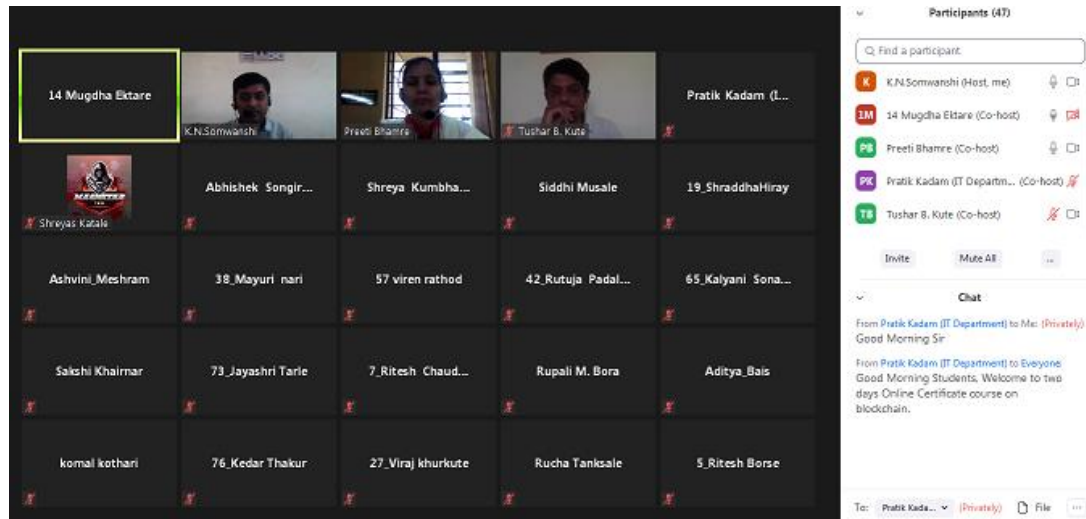 14 Mugdha Ektare
K.N.Somwanshi
Preeti Bhamre
Tushar B. Kute
Pratik Kadam (I...
Shreyas Katale
Abhishek Songir...
Shreya Kumbha...
Siddhi Musale
19_ShraddhaHiray
Ashvini_Meshram
38_Mayuri nari
57 viren rathod
42_Rutuja Padal...
65_Kalyani Sona...
Sakshi Khairnar
73_Jayashri Tarle
7_Ritesh Chaud...
Rupali M. Bora
Aditya_Bais
komal kothari
76_Kedar Thakur
27_Viraj khurkute
Rucha Tanksale
5_Ritesh Borse
Participants (47)
Find a participant
K K.N.Somwanshi (Host, me)
1M 14 Mugdha Ektare (Co-host)
PB Preeti Bhamre (Co-host)
PK Pratik Kadam (IT Departm... (Co-host)
TB Tushar B. Kute (Co-host)
Invite Mute All ...
Chat
From Pratik Kadam (IT Department) to Me: (Privately)
Good Morning Sir
From Pratik Kadam (IT Department) to Everyone:
Good Morning Students, Welcome to two
days Online Certificate course on
blockchain.
To: Pratik Kada... (Privately) File ...